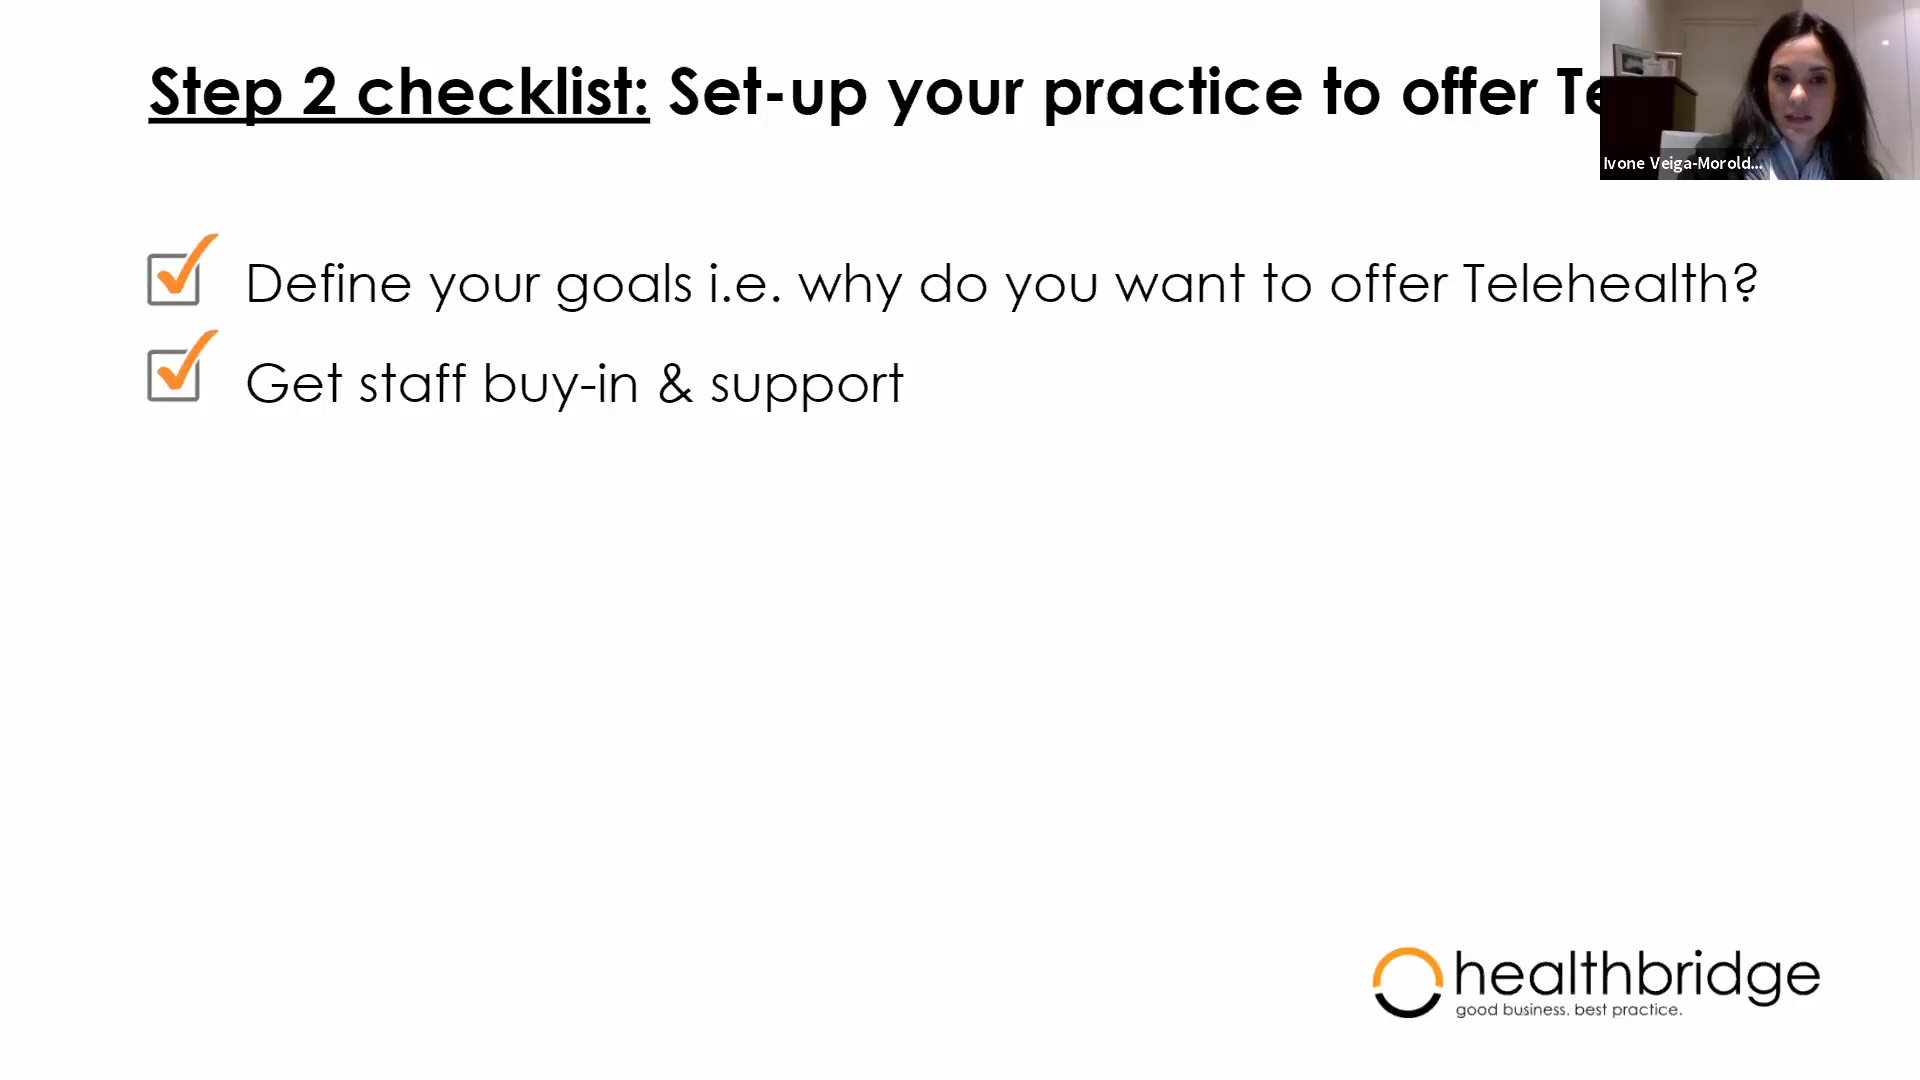 Step 2 checklist: Set-up your practice to offer
Ivone Veiga-Morold...
Define your goals i.e. why do you want to offer Telehealth?
Get staff buy-in & support
healthbridge
good business. best practice.